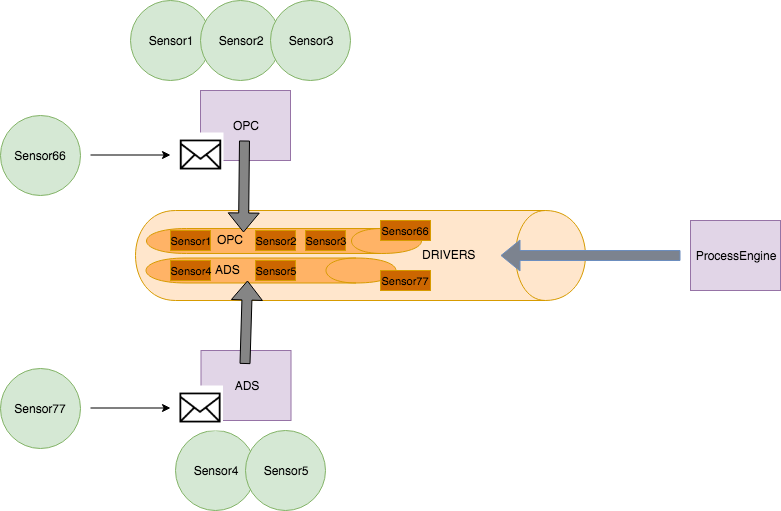 Sensor1
Sensor2
Sensor3
OPC
Sensor66
Sensor66
Sensor1
OPC
Sensor2
Sensor3
DRIVERS
ProcessEngine
Sensor4
ADS
Sensor5
Sensor77
ADS
Sensor77
Sensor4
Sensor5